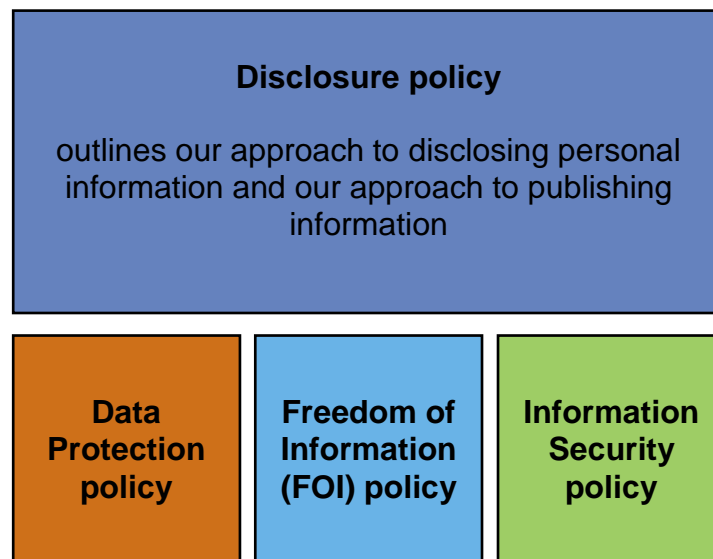 Disclosure policy
outlines our approach to disclosing personal
information and our approach to publishing
information
Data
Protection
policy
Freedom of
Information
(FOI) policy
Information
Security
policy